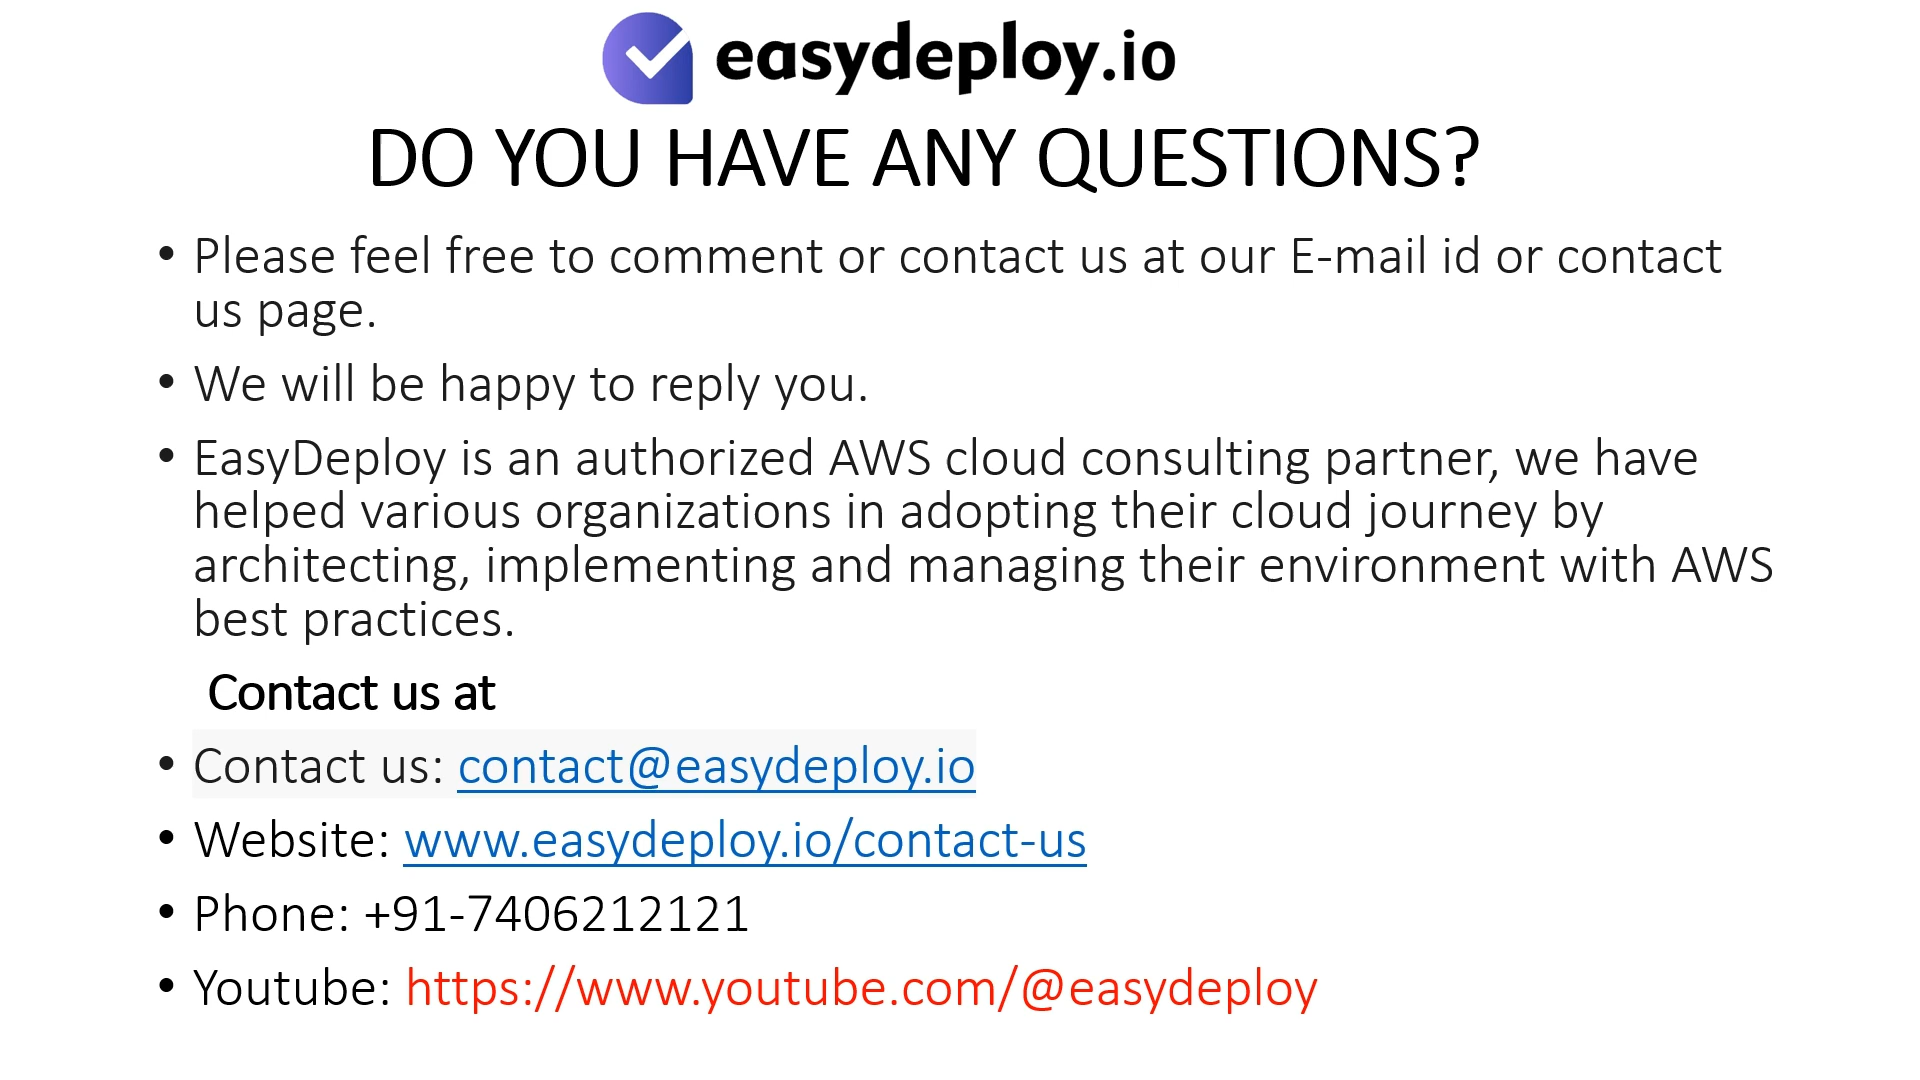 easydeploy.io
DO YOU HAVE ANY QUESTIONS?
• Please feel free to comment or contact us at our E-mail id or contact
us page.
• We will be happy to reply you.
• EasyDeploy is an authorized AWS cloud consulting partner, we have
helped various organizations in adopting their cloud journey by
architecting, implementing and managing their environment with AWS
best practices.
Contact us at
• Contact us: contact@easydeploy.io
• Website: www.easydeploy.io/contact-us
• Phone: +91-7406212121
• Youtube: https://www.youtube.com/@easydeploy